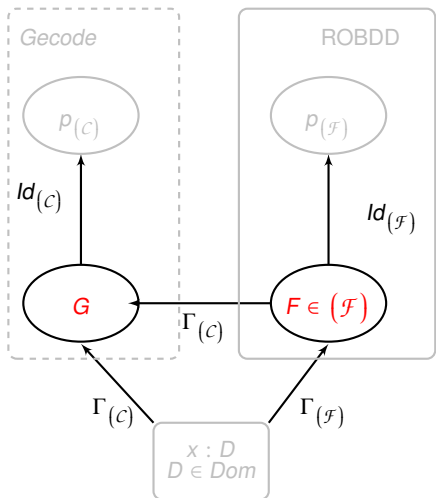 Gecode
ROBDD
p(𝒞)
p(ℱ)
Id(𝒞)
Id(ℱ)
G
F ∈ (ℱ)
Γ(𝒞)
Γ(𝒞)
Γ(ℱ)
x : D
D ∈ Dom